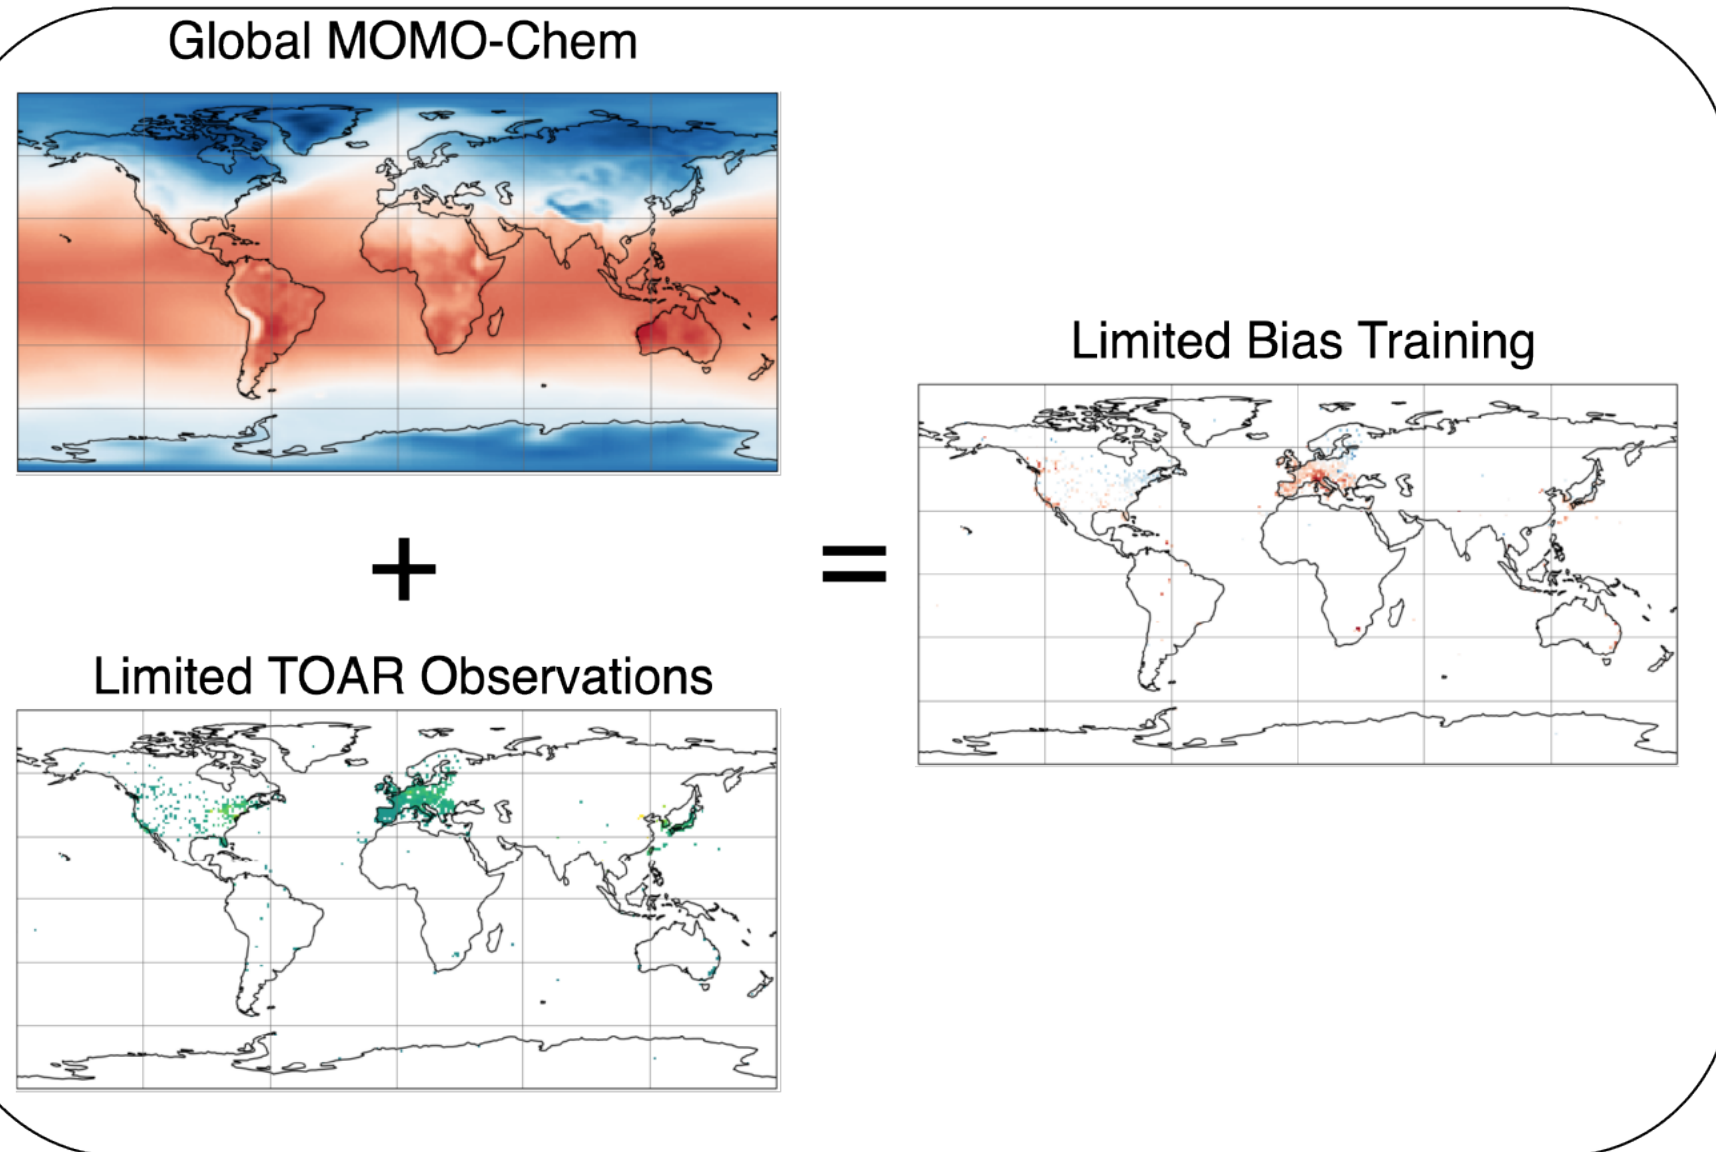 Global MOMO-Chem
+
=
Limited Bias Training
Limited TOAR Observations